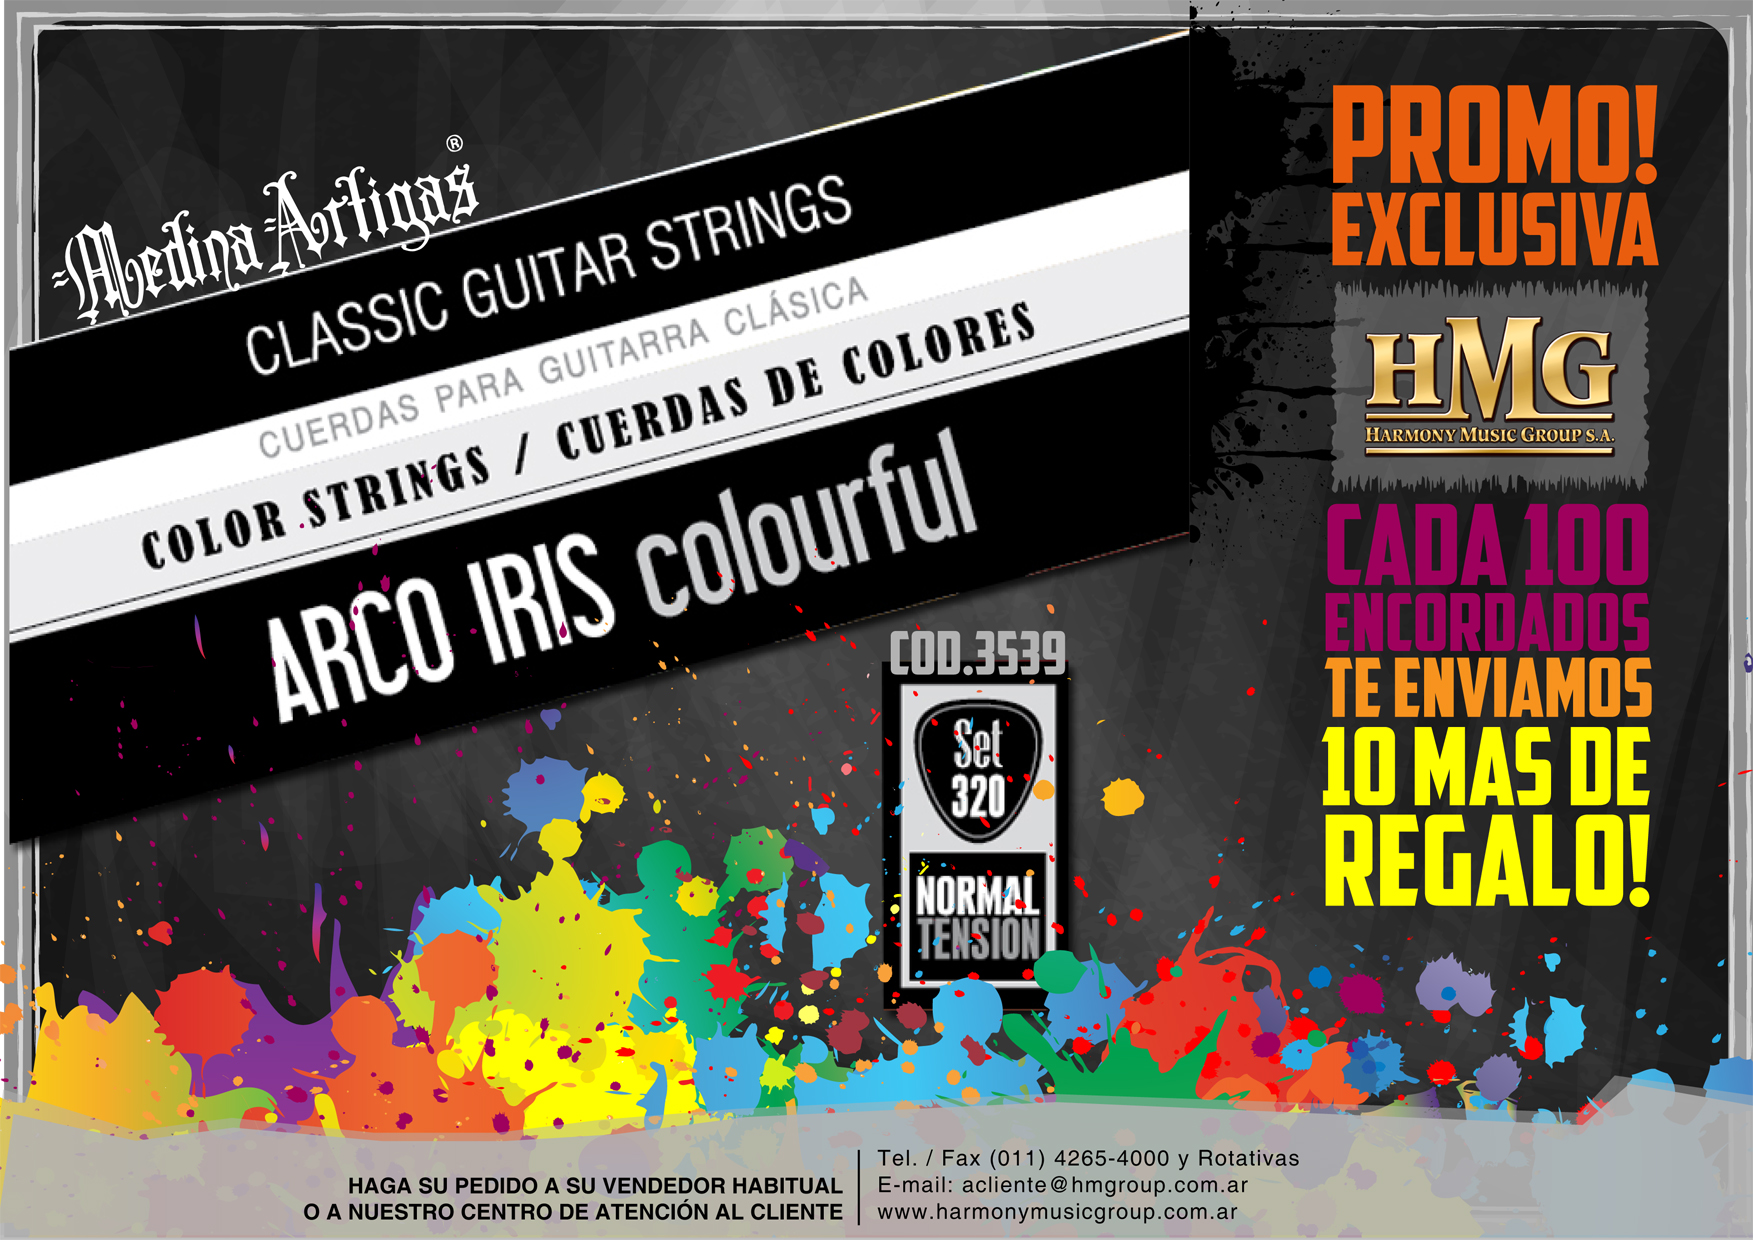 Medina Artigas ®
CLASSIC GUITAR STRINGS
CUERDAS PARA GUITARRA CLÁSICA
COLOR STRINGS / CUERDAS DE COLORES
ARCO IRIS colourful
COD.3539
Set
320
NORMAL
TENSION
PROMO!
EXCLUSIVA
HMG
HARMONY MUSIC GROUP S.A.
CADA 100
ENCORDADOS
TE ENVIAMOS
10 MAS DE
REGALO!
HAGA SU PEDIDO A SU VENDEDOR HABITUAL
O A NUESTRO CENTRO DE ATENCIÓN AL CLIENTE
Tel. / Fax (011) 4265-4000 y Rotativas
E-mail: acliente@hmgroup.com.ar
www.harmonymusicgroup.com.ar